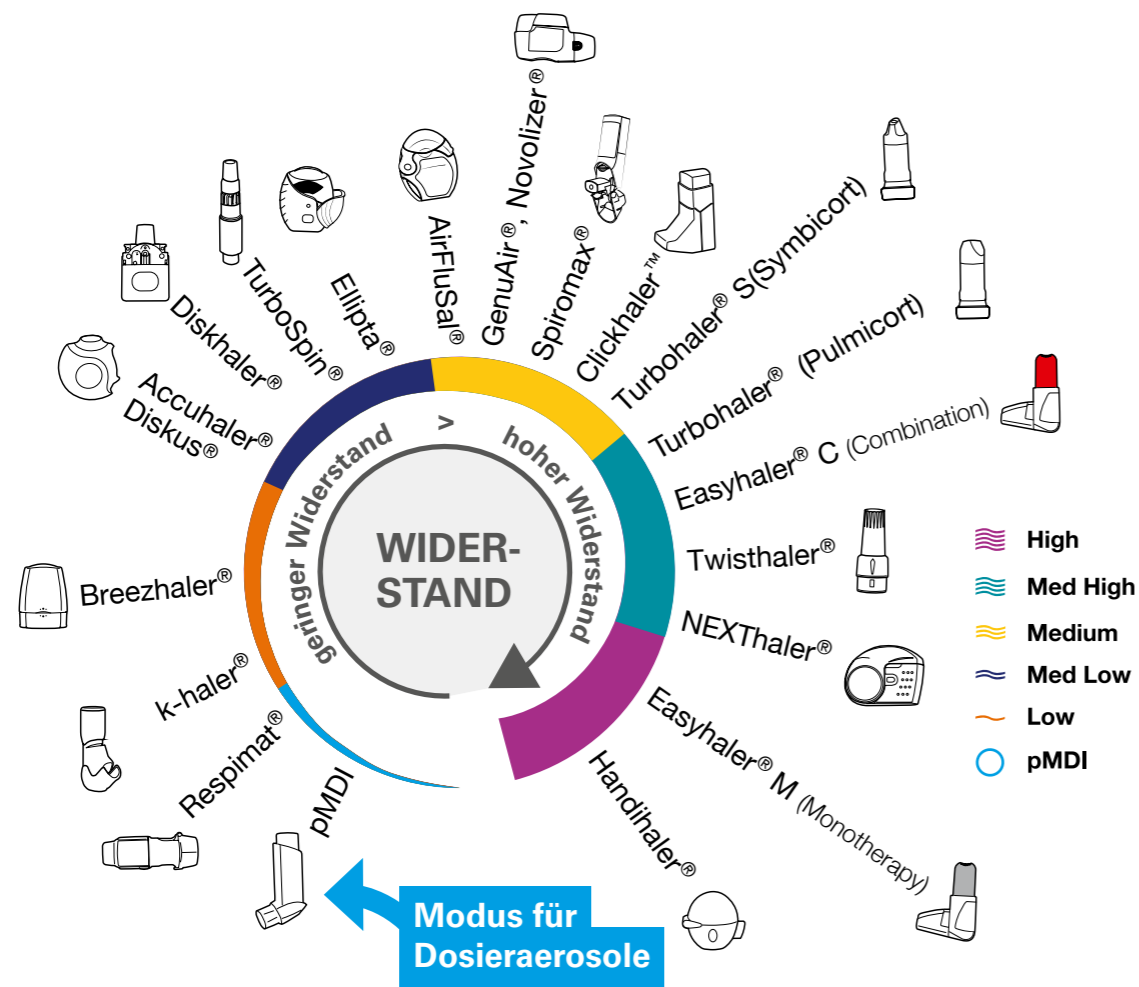 GenuAir®, Novolizer®
AirFluSal®
Spiromax®
Clickhaler™
Ellipta®
TurboSpin®
Diskhaler®
Accuhaler®
Diskus®
Breezhaler®
k-haler®
Respimat®
pMDI
Turbohaler® S(Symbicort)
Turbohaler® (Pulmicort)
Easyhaler® C (Combination)
Twisthaler®
NEXThaler®
Easyhaler® M (Monotherapy)
Handihaler®
geringer Widerstand > hoher Widerstand
WIDER-
STAND
High
Med High
Medium
Med Low
Low
pMDI
Modus für
Dosieraerosole